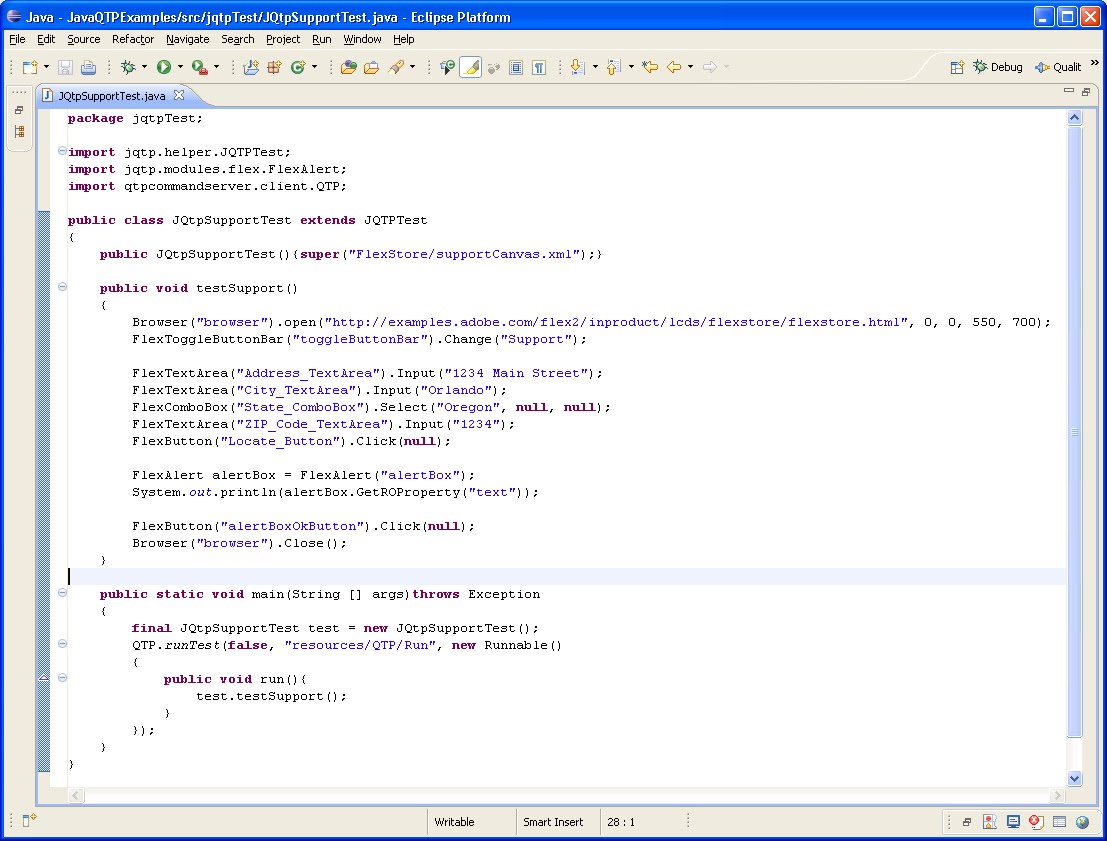 Java - JavaQTPExamples/src/jqtpTest/JQtpSupportTest.java - Eclipse Platform
File Edit Source Refactor Navigate Search Project Run Window Help
Debug Qualit »
JQtpSupportTest.java
package jqtpTest;
import jqtp.helper.JQTPTest;
import jqtp.modules.flex.FlexAlert;
import qtpcommandserver.client.QTP;
public class JQtpSupportTest extends JQTPTest
{
public JQtpSupportTest(){super("FlexStore/supportCanvas.xml");}
public void testSupport()
{
Browser("browser").open("http://examples.adobe.com/flex2/inproduct/lcds/flexstore/flexstore.html", 0, 0, 550, 700);
FlexToggleButtonBar("toggleButtonBar").Change("Support");
FlexTextArea("Address_TextArea").Input("1234 Main Street");
FlexTextArea("City_TextArea").Input("Orlando");
FlexComboBox("State_ComboBox").Select("Oregon", null, null);
FlexTextArea("ZIP_Code_TextArea").Input("1234");
FlexButton("Locate_Button").Click(null);
FlexAlert alertBox = FlexAlert("alertBox");
System.out.println(alertBox.GetROProperty("text"));
FlexButton("alertBoxOkButton").Click(null);
Browser("browser").Close();
}
public static void main(String [] args)throws Exception
{
final JQtpSupportTest test = new JQtpSupportTest();
QTP.runTest(false, "resources/QTP/Run", new Runnable()
{
public void run(){
test.testSupport();
}
});
}
}
Writable Smart Insert 28 : 1